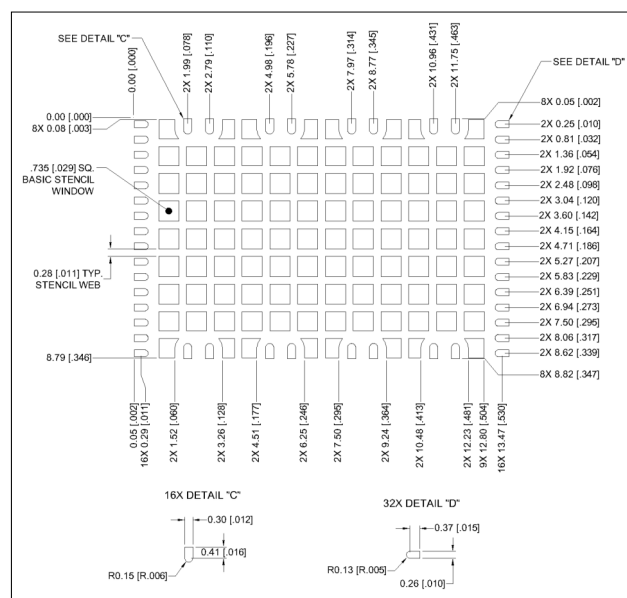 SEE DETAIL "C"
SEE DETAIL "D"
0.00 [.000]
2X 1.99 [.078]
2X 2.79 [.110]
2X 4.98 [.196]
2X 5.78 [.227]
2X 7.97 [.314]
2X 8.77 [.345]
2X 10.96 [.431]
2X 11.75 [.463]
0.00 [.000]
8X 0.08 [.003]
.735 [.029] SQ.
BASIC STENCIL
WINDOW
0.28 [.011] TYP.
STENCIL WEB
8.79 [.346]
8X 0.05 [.002]
2X 0.25 [.010]
2X 0.81 [.032]
2X 1.36 [.054]
2X 1.92 [.076]
2X 2.48 [.098]
2X 3.04 [.120]
2X 3.60 [.142]
2X 4.15 [.164]
2X 4.71 [.186]
2X 5.27 [.207]
2X 5.83 [.229]
2X 6.39 [.251]
2X 6.94 [.273]
2X 7.50 [.295]
2X 8.06 [.317]
2X 8.62 [.339]
8X 8.82 [.347]
0.05 [.002]
16X 0.29 [.011]
2X 1.52 [.060]
2X 3.26 [.128]
2X 4.51 [.177]
2X 6.25 [.246]
2X 7.50 [.295]
2X 9.24 [.364]
2X 10.48 [.413]
2X 12.23 [.481]
9X 12.80 [.504]
16X 13.47 [.530]
16X DETAIL "C"
0.30 [.012]
0.41 [.016]
R0.15 [R.006]
32X DETAIL "D"
0.37 [.015]
R0.13 [R.005]
0.26 [.010]